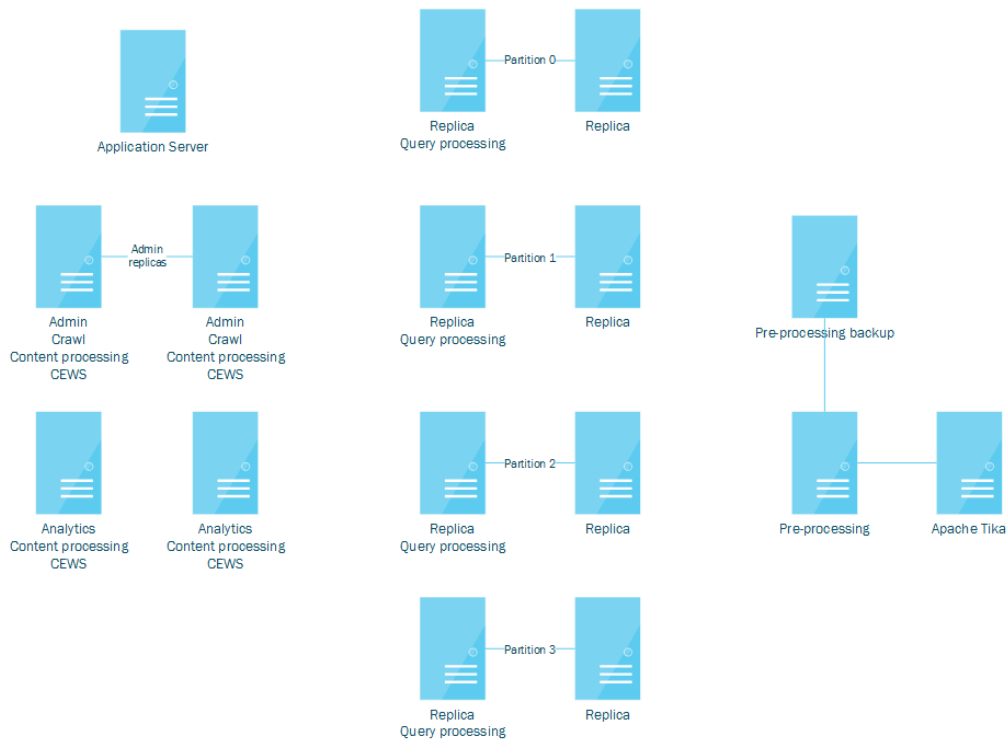 Partition 0
Replica
Query processing
Replica
Application Server
Admin
replicas
Partition 1
Admin
Crawl
Content processing
CEWS
Admin
Crawl
Content processing
CEWS
Replica
Query processing
Replica
Pre-processing backup
Partition 2
Analytics
Content processing
CEWS
Analytics
Content processing
CEWS
Replica
Query processing
Replica
Pre-processing
Apache Tika
Partition 3
Replica
Query processing
Replica